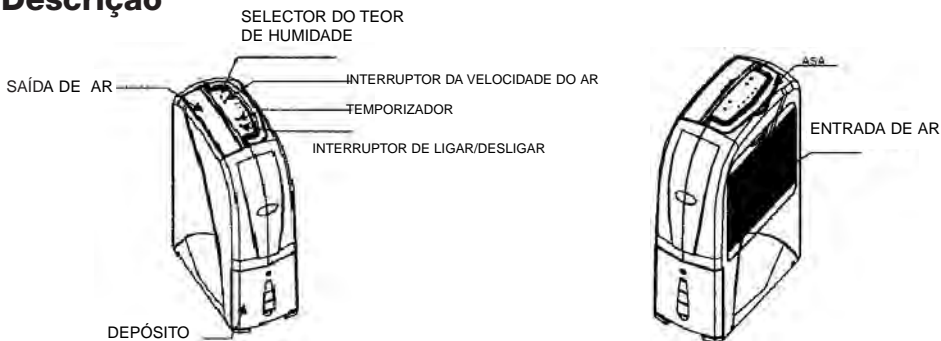 Descrição
SELECTOR DO TEOR
DE HUMIDADE
SAÍDA DE AR
INTERRUPTOR DA VELOCIDADE DO AR
TEMPORIZADOR
INTERRUPTOR DE LIGAR/DESLIGAR
DEPÓSITO
ASA
ENTRADA DE AR